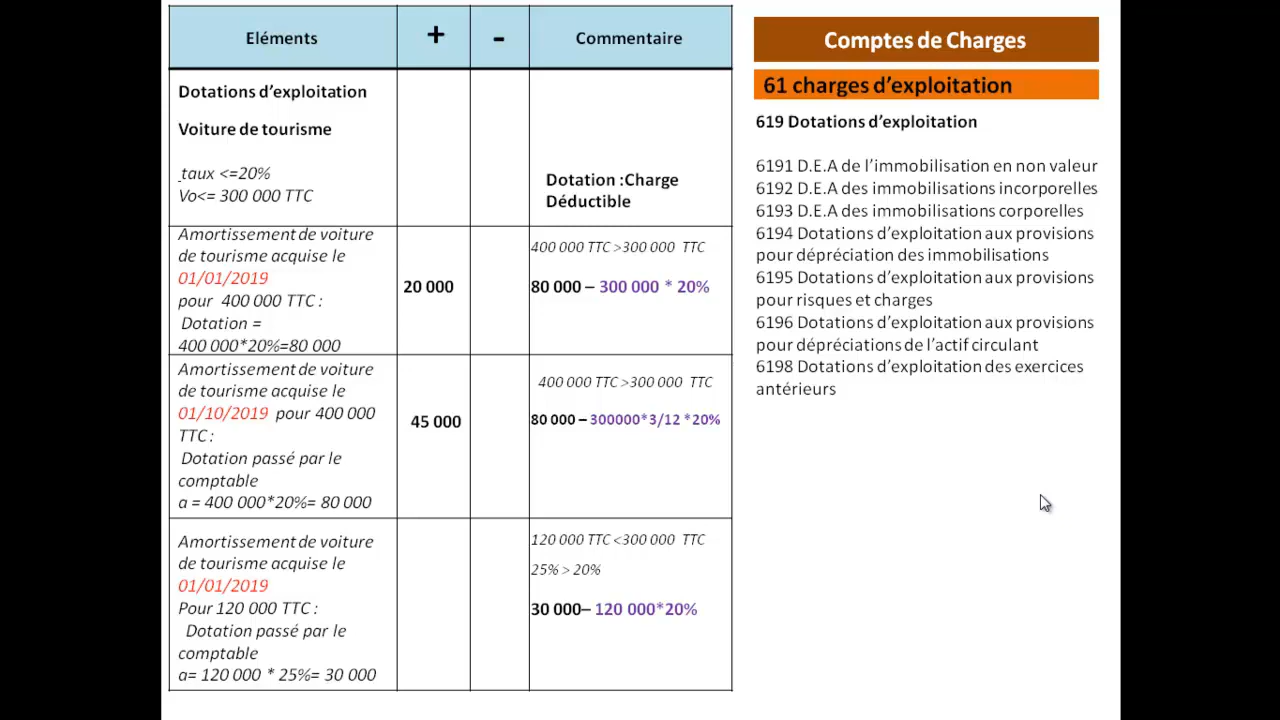 Eléments + - Commentaire
Dotations d’exploitation
Voiture de tourisme
taux <=20%
Vo<= 300 000 TTC
Dotation :Charge
Déductible
Amortissement de voiture
de tourisme acquise le
01/01/2019
pour 400 000 TTC :
Dotation =
400 000*20%=80 000
20 000
400 000 TTC >300 000 TTC
80 000 – 300 000 * 20%
Amortissement de voiture
de tourisme acquise le
01/10/2019 pour 400 000
TTC :
Dotation passé par le
comptable
a = 400 000*20%= 80 000
45 000
400 000 TTC >300 000 TTC
80 000 – 300000*3/12 *20%
Amortissement de voiture
de tourisme acquise le
01/01/2019
Pour 120 000 TTC :
Dotation passé par le
comptable
a= 120 000 * 25%= 30 000
120 000 TTC <300 000 TTC
25% > 20%
30 000– 120 000*20%
Comptes de Charges
61 charges d’exploitation
619 Dotations d’exploitation
6191 D.E.A de l’immobilisation en non valeur
6192 D.E.A des immobilisations incorporelles
6193 D.E.A des immobilisations corporelles
6194 Dotations d’exploitation aux provisions
pour dépréciation des immobilisations
6195 Dotations d’exploitation aux provisions
pour risques et charges
6196 Dotations d’exploitation aux provisions
pour dépréciations de l’actif circulant
6198 Dotations d’exploitation des exercices
antérieurs